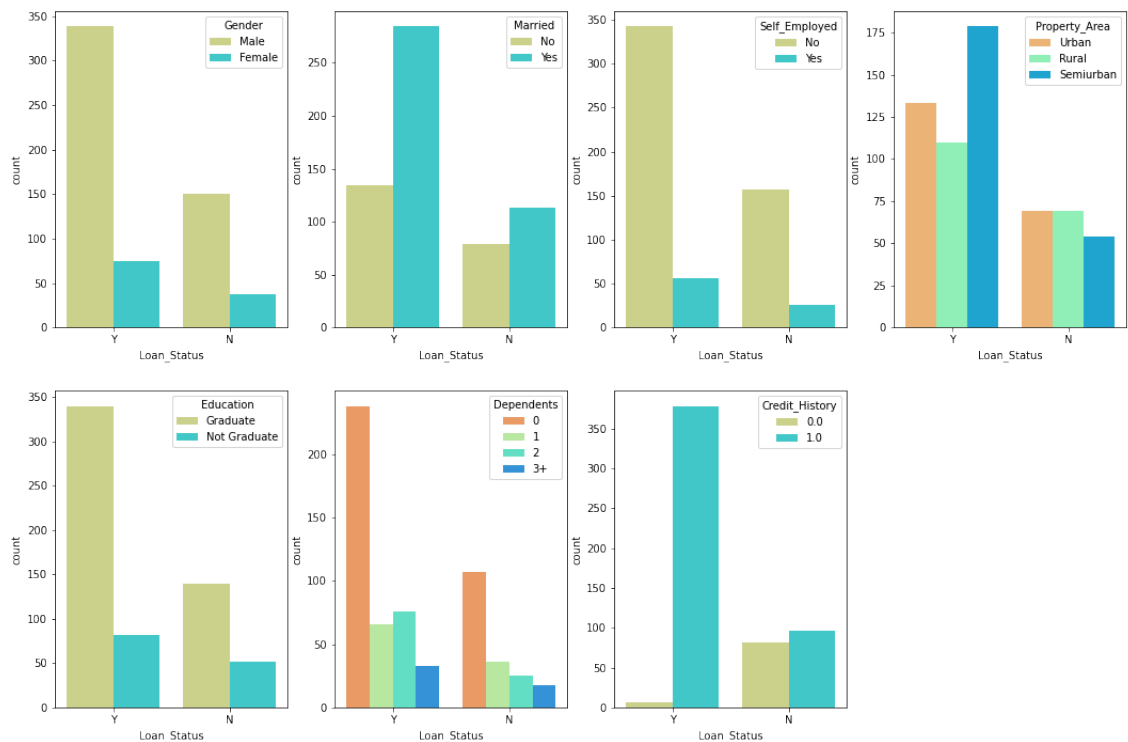 350
300
250
200
150
100
50
0
count
Gender
Male
Female
Y
N
Loan_Status
250
200
150
100
50
0
count
Married
No
Yes
Y
N
Loan_Status
350
300
250
200
150
100
50
0
count
Self_Employed
No
Yes
Y
N
Loan_Status
175
150
125
100
75
50
25
0
count
Property_Area
Urban
Rural
Semiurban
Y
N
Loan_Status
350
300
250
200
150
100
50
0
count
Education
Graduate
Not Graduate
Y
N
Loan_Status
200
150
100
50
0
count
Dependents
0
1
2
3+
Y
N
Loan_Status
350
300
250
200
150
100
50
0
count
Credit_History
0.0
1.0
Y
N
Loan_Status